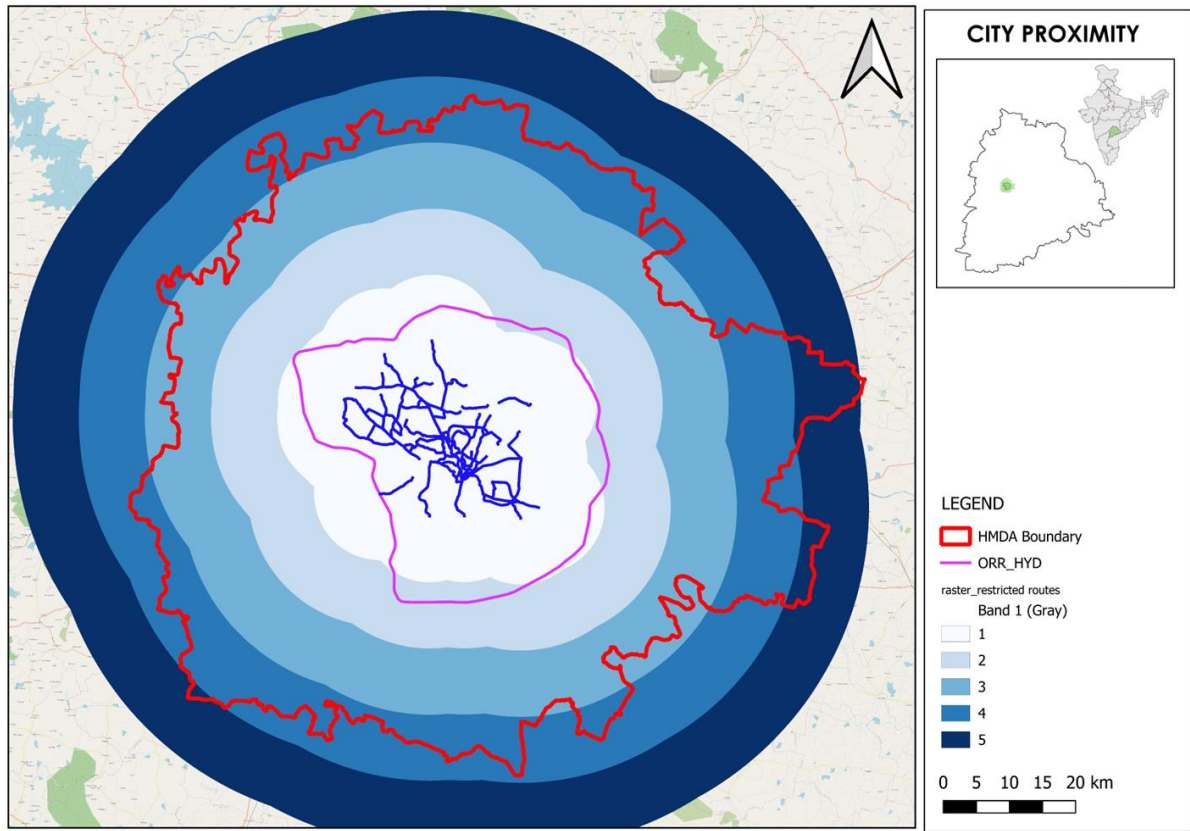 CITY PROXIMITY
LEGEND
HMDA Boundary
ORR_HYD
raster_restricted routes
Band 1 (Gray)
1
2
3
4
5
0 5 10 15 20 km